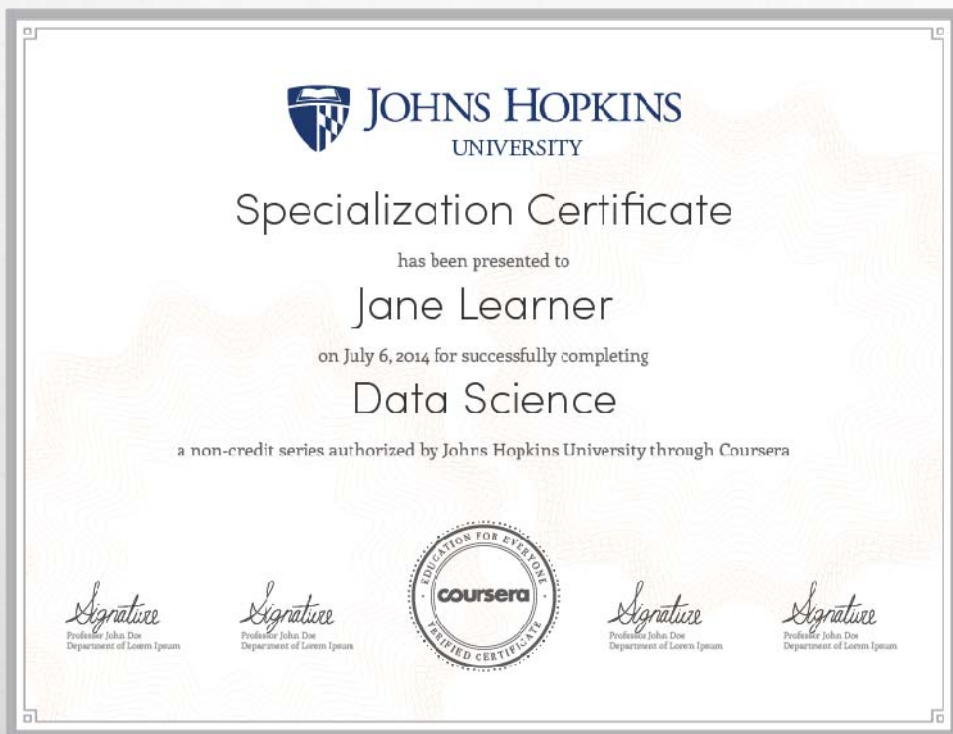 JOHNS HOPKINS
UNIVERSITY
Specialization Certificate
has been presented to
Jane Learner
on July 6, 2014 for successfully completing
Data Science
a non-credit series authorized by Johns Hopkins University through Coursera
EDUCATION FOR EVERYONE
coursera
VERIFIED CERTIFICATE
Signature
Professor John Doe
Department of Lorem Ipsum
Signature
Professor John Doe
Department of Lorem Ipsum
Signature
Professor John Doe
Department of Lorem Ipsum
Signature
Professor John Doe
Department of Lorem Ipsum